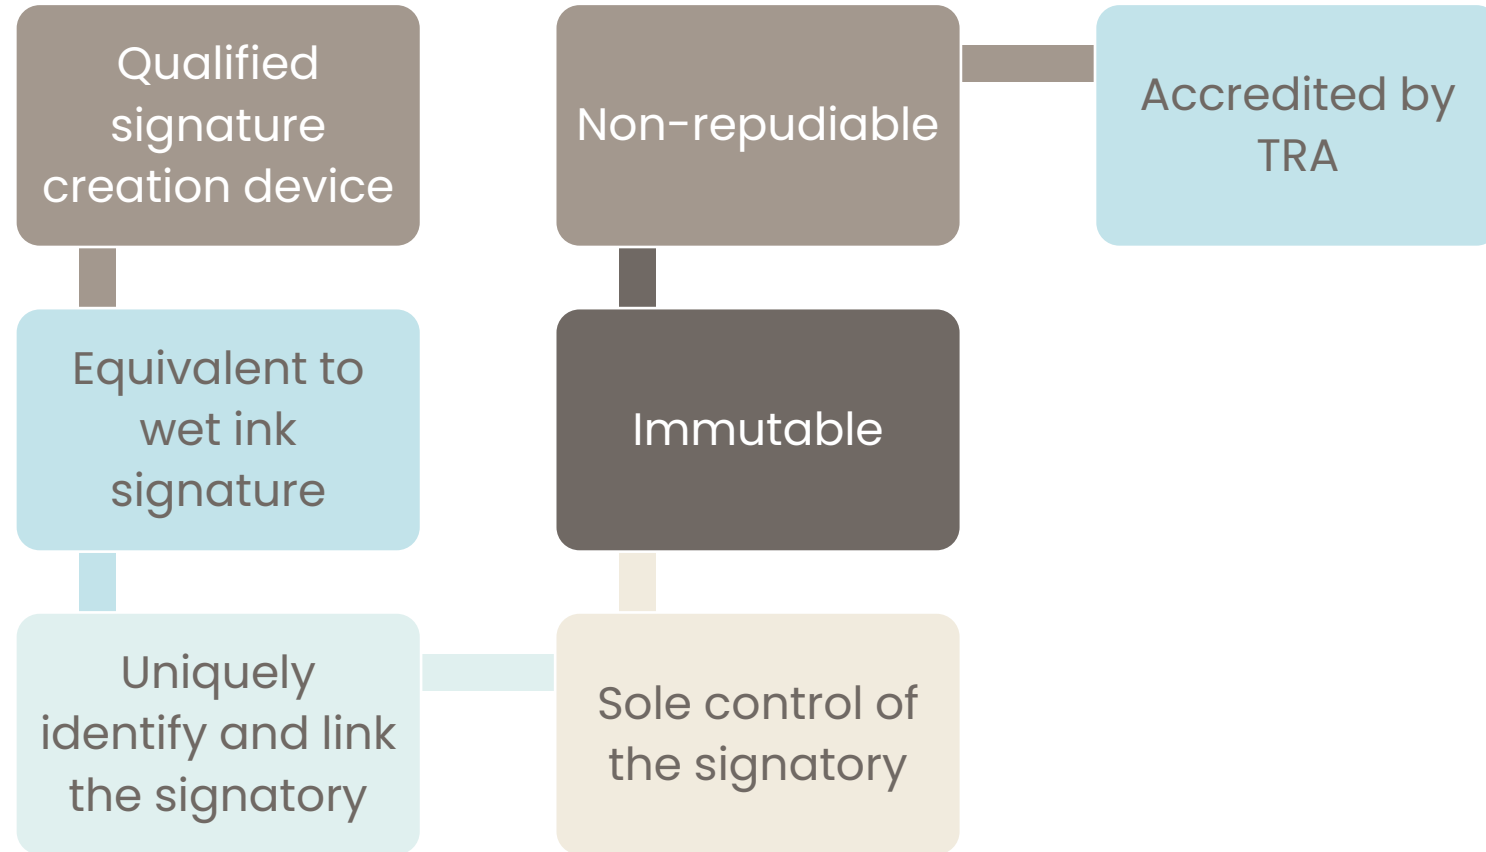 Qualified
signature
creation device
Equivalent to
wet ink
signature
Uniquely
identify and link
the signatory
Sole control of
the signatory
Immutable
Non-repudiable
Accredited by
TRA